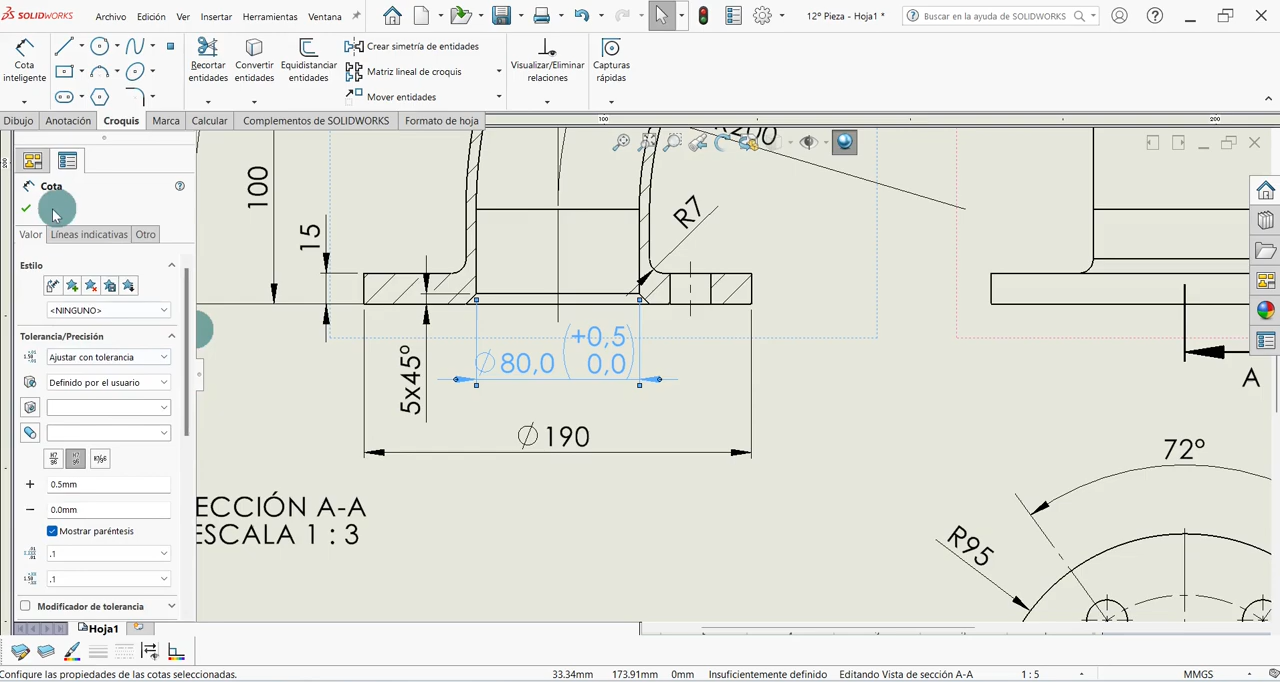 SOLIDWORKS Archivo Edición Ver Insertar Herramientas Ventana 12º Pieza - Hoja1 * Buscar en la ayuda de SOLIDWORKS
Cota inteligente
Recortar entidades
Convertir entidades
Equidistanciar entidades
Crear simetría de entidades
Matriz lineal de croquis
Mover entidades
Visualizar/Eliminar relaciones
Capturas rápidas
Dibujo Anotación Croquis Marca Calcular Complementos de SOLIDWORKS Formato de hoja
100 200
200
Cota
Valor Líneas indicativas Otro
Estilo
<NINGUNO>
Tolerancia/Precisión
Ajustar con tolerancia
Definido por el usuario
+ 0.5mm
- 0.0mm
Mostrar paréntesis
.1
.1
Modificador de tolerancia
R200
100
15
R7
5x45º
∅80,0 (+0,5 0,0)
∅190
A
72º
R95
ECCIÓN A-A
ESCALA 1 : 3
Hoja1
Configure las propiedades de las cotas seleccionadas. 33.34mm 173.91mm 0mm Insuficientemente definido Editando Vista de sección A-A 1 : 5 MMGS